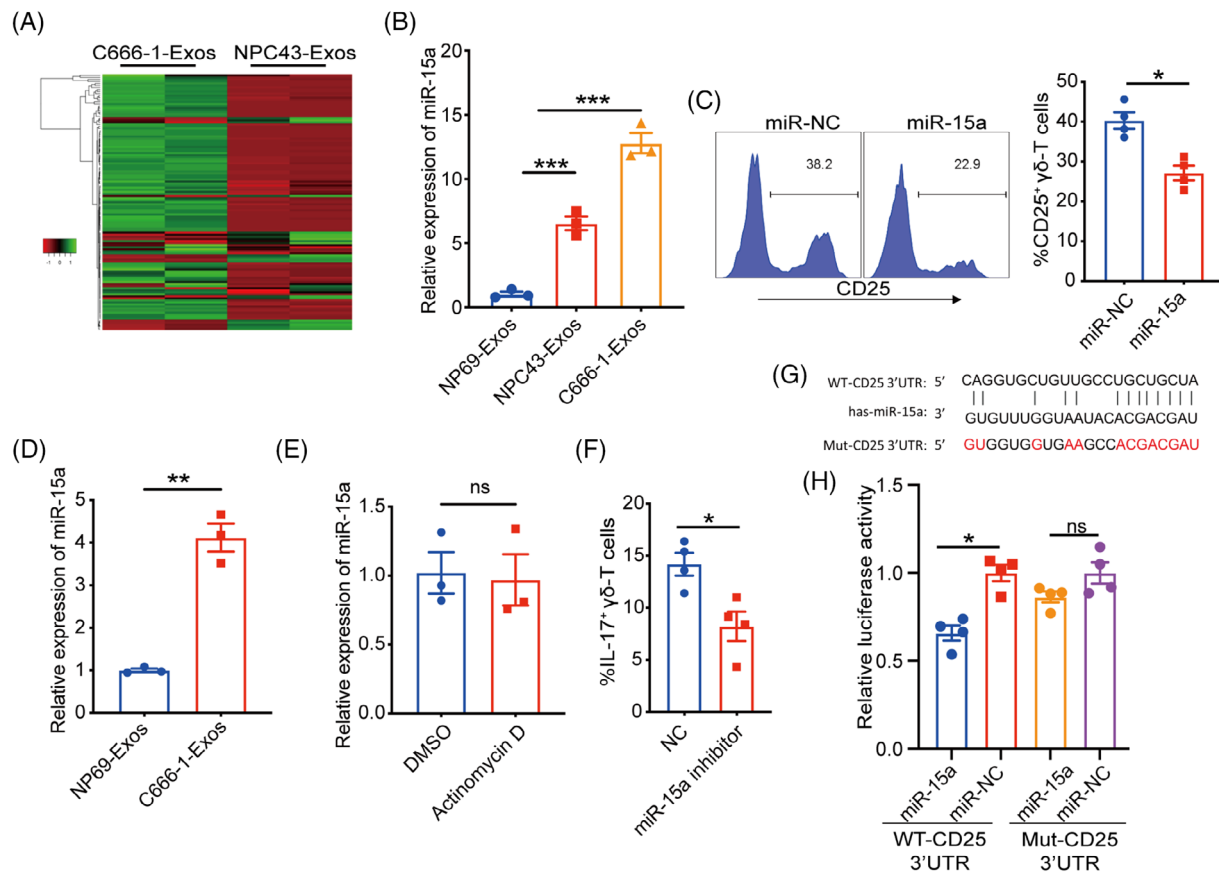 (A)
C666-1-Exos NPC43-Exos
-1 0 1
(B)
Relative expression of miR-15a
20
15
10
5
0
***
***
NP69-Exos
NPC43-Exos
C666-1-Exos
(C)
miR-NC miR-15a
38.2 22.9
CD25
%CD25⁺ γδ-T cells
50
40
30
20
10
0
*
miR-NC
miR-15a
(D)
Relative expression of miR-15a
5
4
3
2
1
0
**
NP69-Exos
C666-1-Exos
(E)
Relative expression of miR-15a
1.5
1.0
0.5
0.0
ns
DMSO
Actinomycin D
(F)
%IL-17⁺ γδ-T cells
20
15
10
5
0
*
NC
miR-15a inhibitor
(G)
WT-CD25 3’UTR: 5’ CAGGUGCUGUUGCCUGCUGCUA
has-miR-15a: 3’ GUGUUUGGUAAUACACGACGAU
Mut-CD25 3’UTR: 5’ GUGGUGGUGAAGCCACGACGAU
(H)
Relative luciferase activity
1.5
1.0
0.5
0.0
*
ns
miR-15a
miR-NC
miR-15a
miR-NC
WT-CD25 Mut-CD25
3’UTR 3’UTR